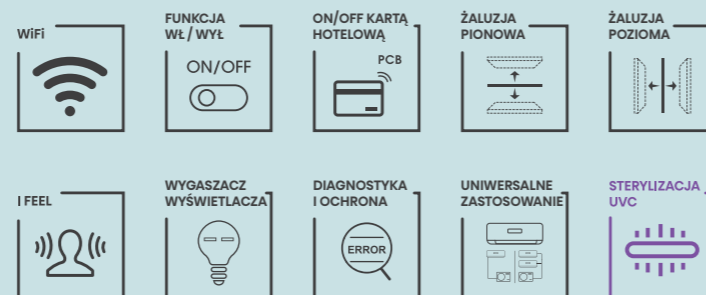 WiFi
FUNKCJA
WŁ / WYŁ
ON/OFF
ON/OFF KARTĄ
HOTELOWĄ
PCB
ŻALUZJA
PIONOWA
ŻALUZJA
POZIOMA
I FEEL
WYGASZACZ
WYŚWIETLACZA
DIAGNOSTYKA
I OCHRONA
ERROR
UNIWERSALNE
ZASTOSOWANIE
STERYLIZACJA
UVC